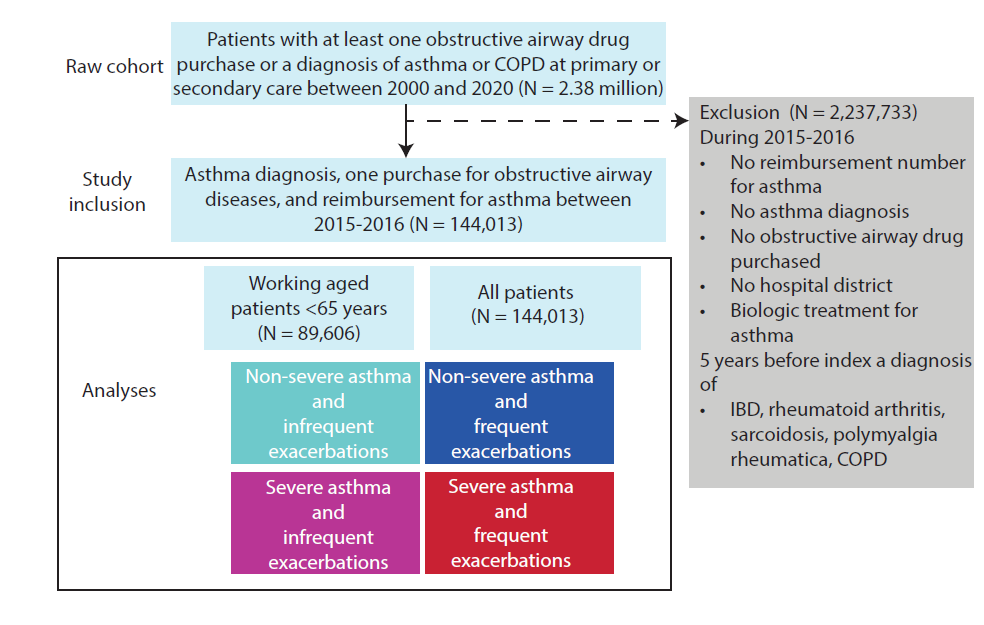 Raw cohort
Patients with at least one obstructive airway drug
purchase or a diagnosis of asthma or COPD at primary or
secondary care between 2000 and 2020 (N = 2.38 million)
Exclusion (N = 2,237,733)
During 2015-2016
• No reimbursement number
for asthma
• No asthma diagnosis
• No obstructive airway drug
purchased
• No hospital district
• Biologic treatment for
asthma
5 years before index a diagnosis
of
• IBD, rheumatoid arthritis,
sarcoidosis, polymyalgia
rheumatica, COPD
Study
inclusion
Asthma diagnosis, one purchase for obstructive airway
diseases, and reimbursement for asthma between
2015-2016 (N = 144,013)
Analyses
Working aged
patients <65 years
(N = 89,606)
All patients
(N = 144,013)
Non-severe asthma
and
infrequent
exacerbations
Non-severe asthma
and
frequent
exacerbations
Severe asthma
and
infrequent
exacerbations
Severe asthma
and
frequent
exacerbations